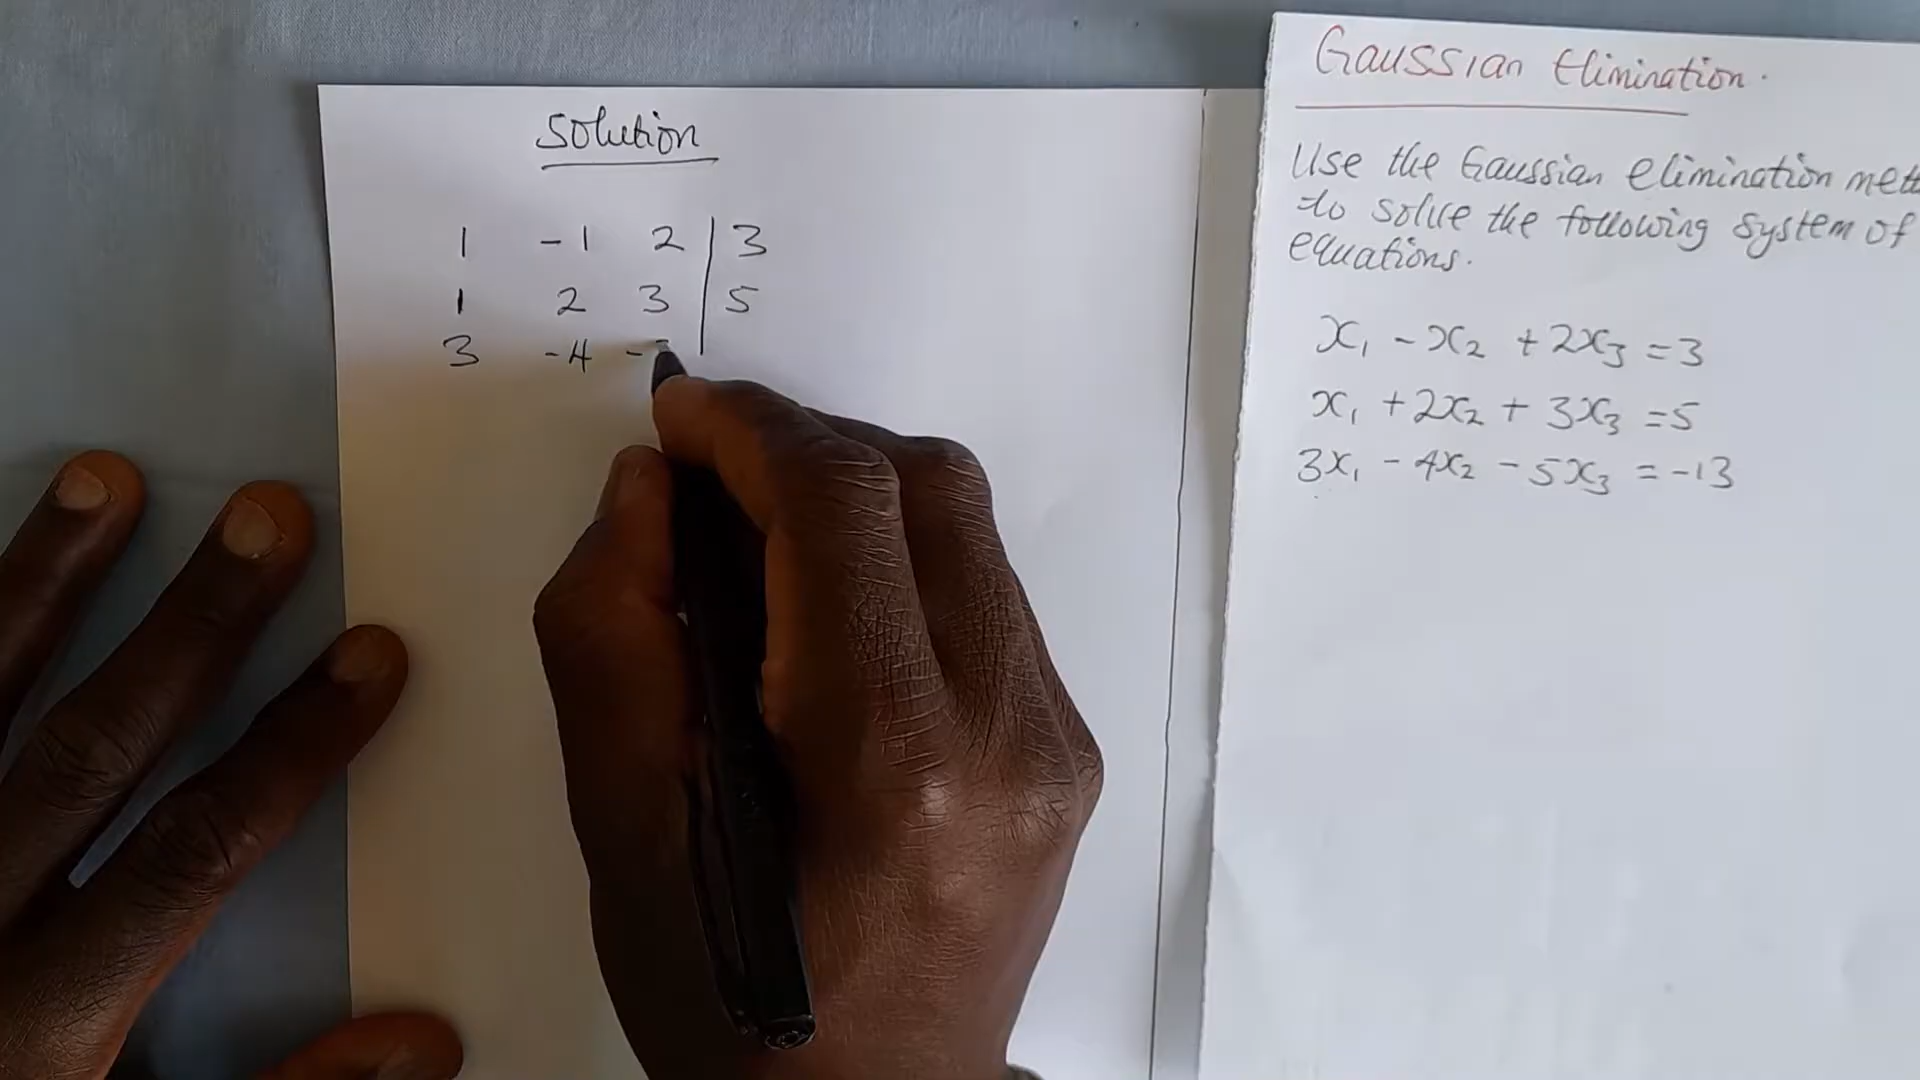 Solution
1 -1 2 | 3
1 2 3 | 5
3 -4 -
Gaussian Elimination.
Use the Gaussian elimination
to solve the following system of
equations.
x₁ - x₂ + 2x₃ = 3
x₁ + 2x₂ + 3x₃ = 5
3x₁ - 4x₂ - 5x₃ = -13